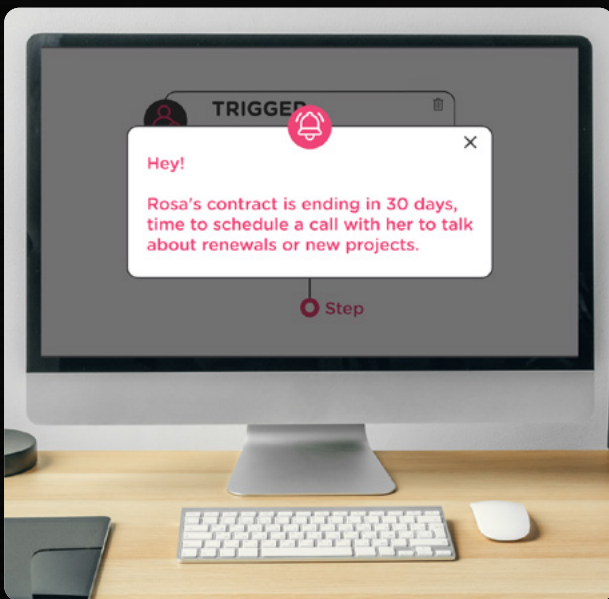 TRIGGER
Hey!
Rosa's contract is ending in 30 days,
time to schedule a call with her to talk
about renewals or new projects.
Step